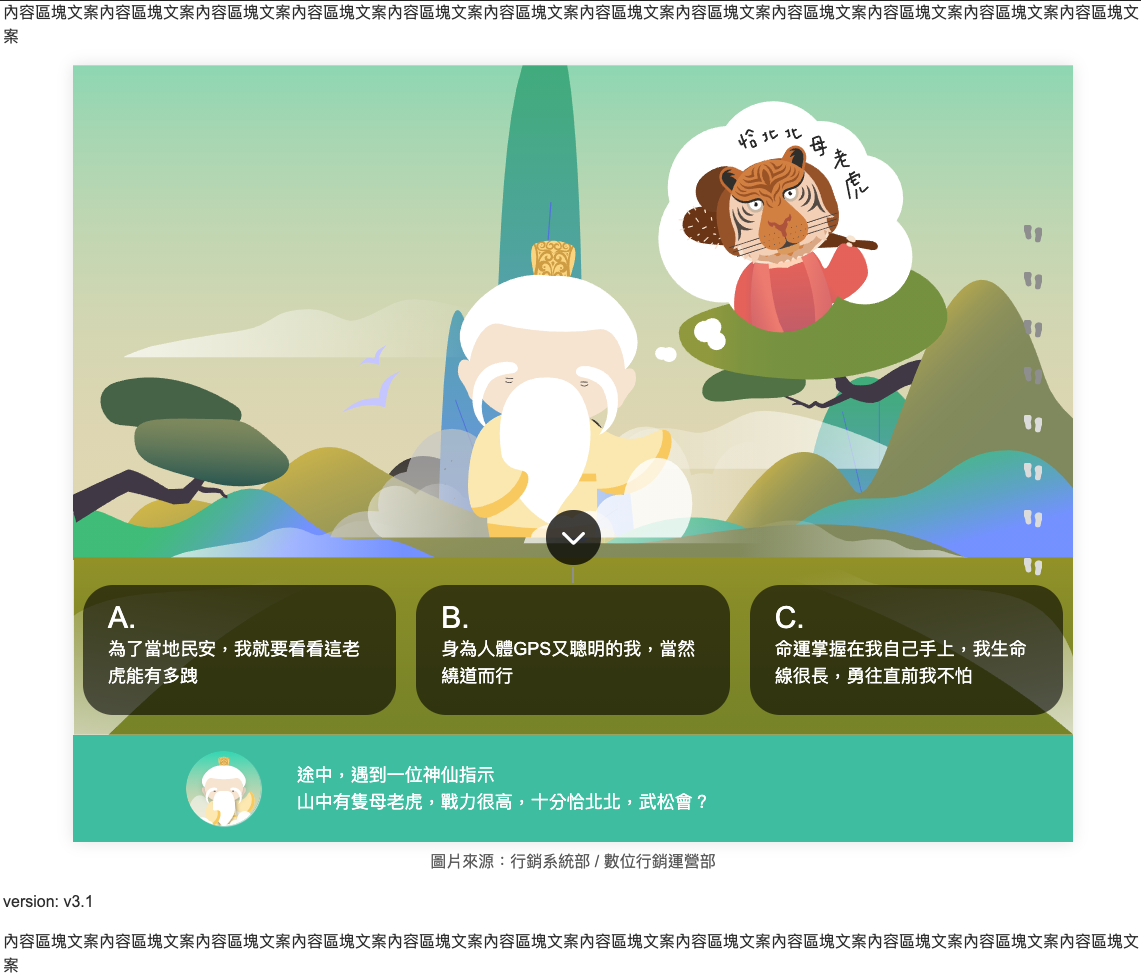 內容區塊文案內容區塊文案內容區塊文案內容區塊文案內容區塊文案內容區塊文案內容區塊文案內容區塊文案內容區塊文案內容區塊文案內容區塊文案內容區塊文
案
恰北北母老虎
A.
為了當地民安，我就要看看這老
虎能有多跩
B.
身為人體GPS又聰明的我，當然
繞道而行
C.
命運掌握在我自己手上，我生命
線很長，勇往直前我不怕
途中，遇到一位神仙指示
山中有隻母老虎，戰力很高，十分恰北北，武松會？
圖片來源：行銷系統部 / 數位行銷運營部
version: v3.1
內容區塊文案內容區塊文案內容區塊文案內容區塊文案內容區塊文案內容區塊文案內容區塊文案內容區塊文案內容區塊文案內容區塊文案內容區塊文案內容區塊文
案